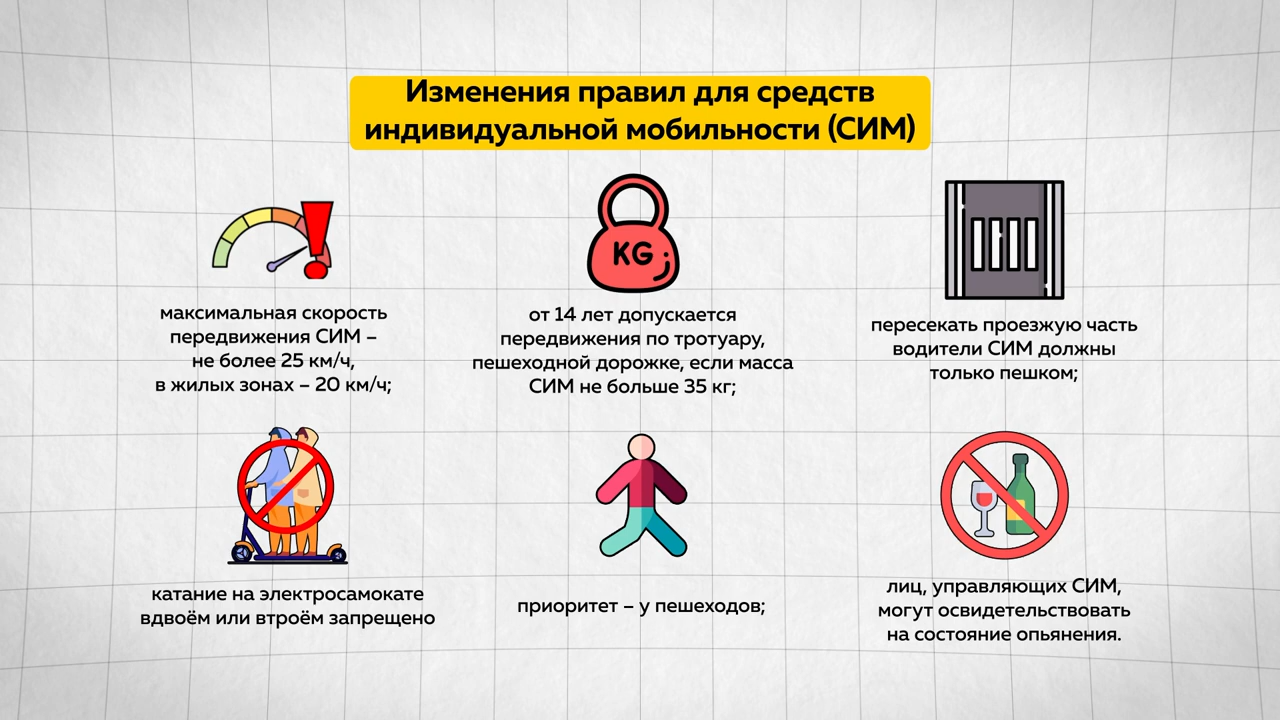 Изменения правил для средств
индивидуальной мобильности (СИМ)
максимальная скорость
передвижения СИМ –
не более 25 км/ч,
в жилых зонах – 20 км/ч;
KG
от 14 лет допускается
передвижения по тротуару,
пешеходной дорожке, если масса
СИМ не больше 35 кг;
пересекать проезжую часть
водители СИМ должны
только пешком;
катание на электросамокате
вдвоём или втроём запрещено
приоритет – у пешеходов;
лиц, управляющих СИМ,
могут освидетельствовать
на состояние опьянения.